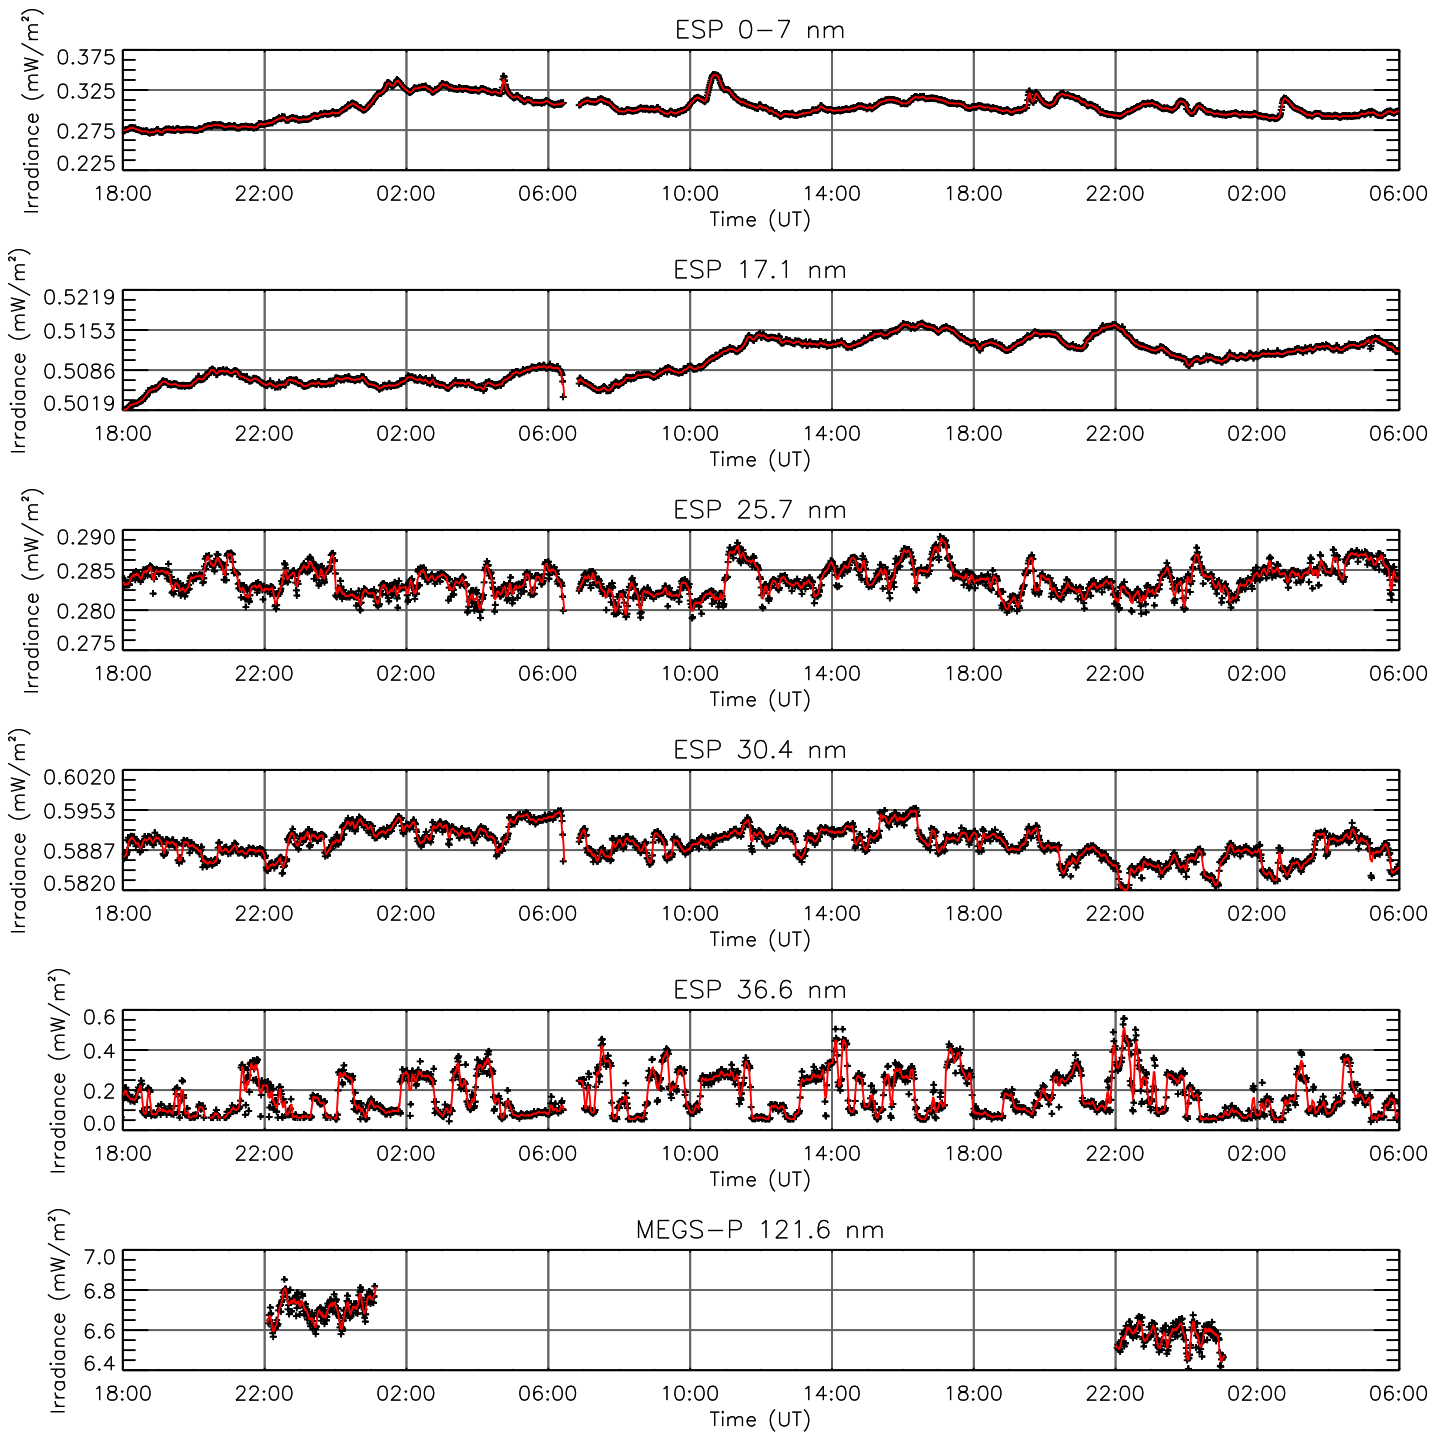 ESP 0-7 nm
Irradiance (mW/m²)
0.375
0.325
0.275
0.225
18:00 22:00 02:00 06:00 10:00 14:00 18:00 22:00 02:00 06:00
Time (UT)
ESP 17.1 nm
Irradiance (mW/m²)
0.5219
0.5153
0.5086
0.5019
18:00 22:00 02:00 06:00 10:00 14:00 18:00 22:00 02:00 06:00
Time (UT)
ESP 25.7 nm
Irradiance (mW/m²)
0.290
0.285
0.280
0.275
18:00 22:00 02:00 06:00 10:00 14:00 18:00 22:00 02:00 06:00
Time (UT)
ESP 30.4 nm
Irradiance (mW/m²)
0.6020
0.5953
0.5887
0.5820
18:00 22:00 02:00 06:00 10:00 14:00 18:00 22:00 02:00 06:00
Time (UT)
ESP 36.6 nm
Irradiance (mW/m²)
0.6
0.4
0.2
0.0
18:00 22:00 02:00 06:00 10:00 14:00 18:00 22:00 02:00 06:00
Time (UT)
MEGS-P 121.6 nm
Irradiance (mW/m²)
7.0
6.8
6.6
6.4
18:00 22:00 02:00 06:00 10:00 14:00 18:00 22:00 02:00 06:00
Time (UT)